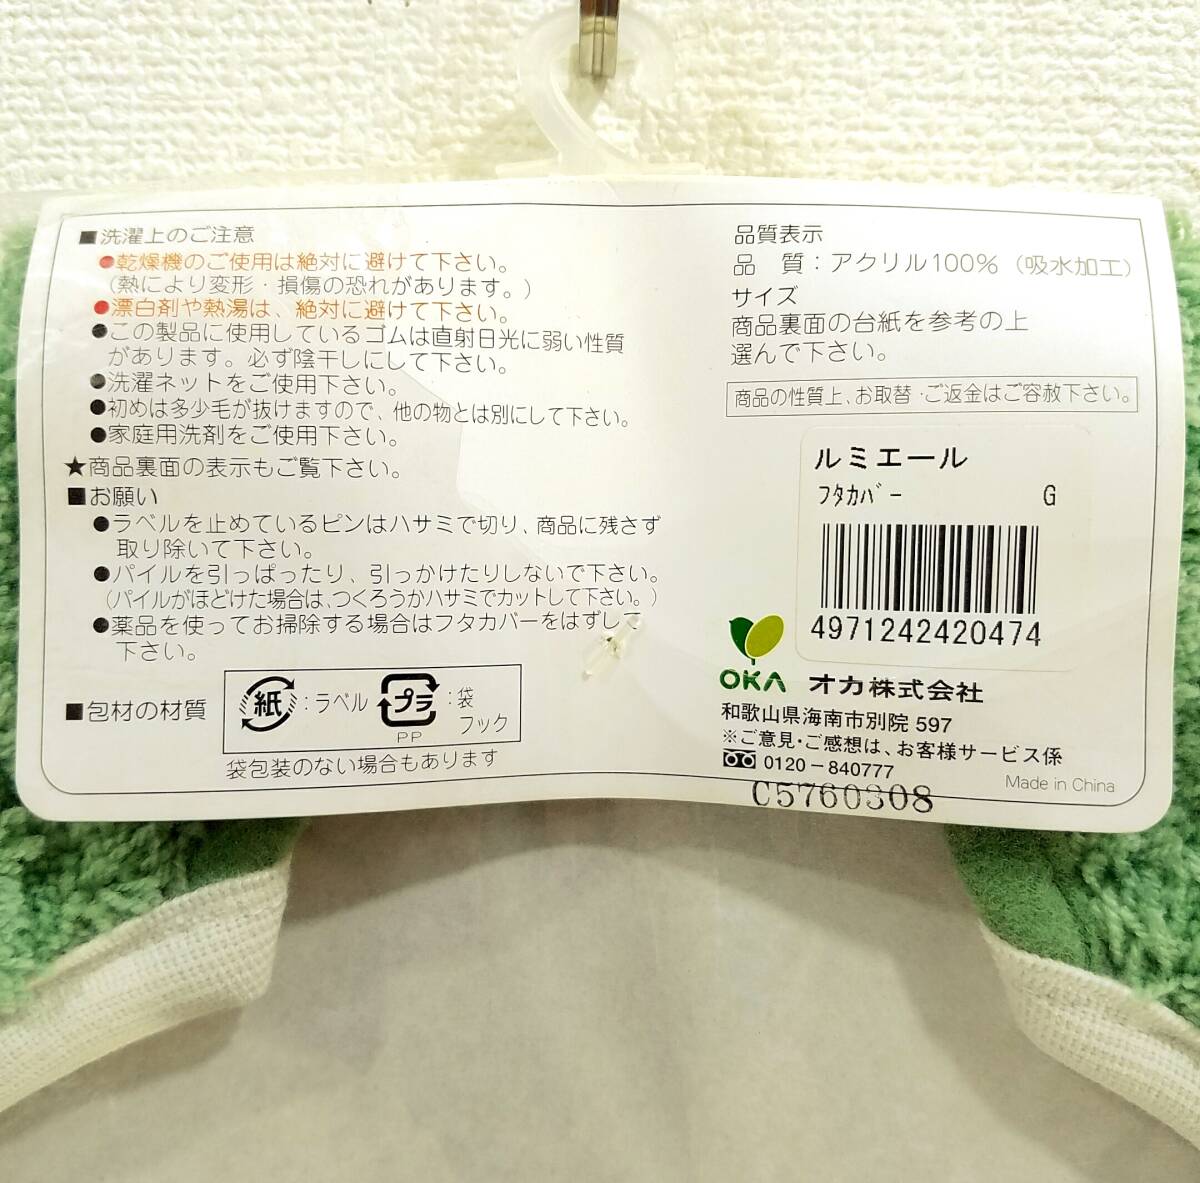 ■洗濯上のご注意
●乾燥機のご使用は絶対に避けて下さい。
(熱により変形・損傷の恐れがあります。)
●漂白剤や熱湯は、絶対に避けて下さい。
●この製品に使用しているゴムは直射日光に弱い性質
があります。必ず陰干しにして下さい。
●洗濯ネットをご使用下さい。
●初めは多少毛が抜けますので、他の物とは別にして下さい。
●家庭用洗剤をご使用下さい。
★商品裏面の表示もご覧下さい。
■お願い
●ラベルを止めているピンはハサミで切り、商品に残さず
取り除いて下さい。
●パイルを引っぱったり、引っかけたりしないで下さい。
(パイルがほどけた場合は、つくろうかハサミでカットして下さい。)
●薬品を使ってお掃除する場合はフタカバーをはずして
下さい。
■包材の材質
紙:ラベル プラ:袋
PP フック
袋包装のない場合もあります
品質表示
品 質:アクリル100% (吸水加工)
サイズ
商品裏面の台紙を参考の上
選んで下さい。
商品の性質上、お取替・ご返金はご容赦下さい。
ルミエール
フタカバー G
4971242420474
OKA オカ株式会社
和歌山県海南市別院 597
※ご意見・ご感想は、お客様サービス係
0120-840777
Made in China
C5760308